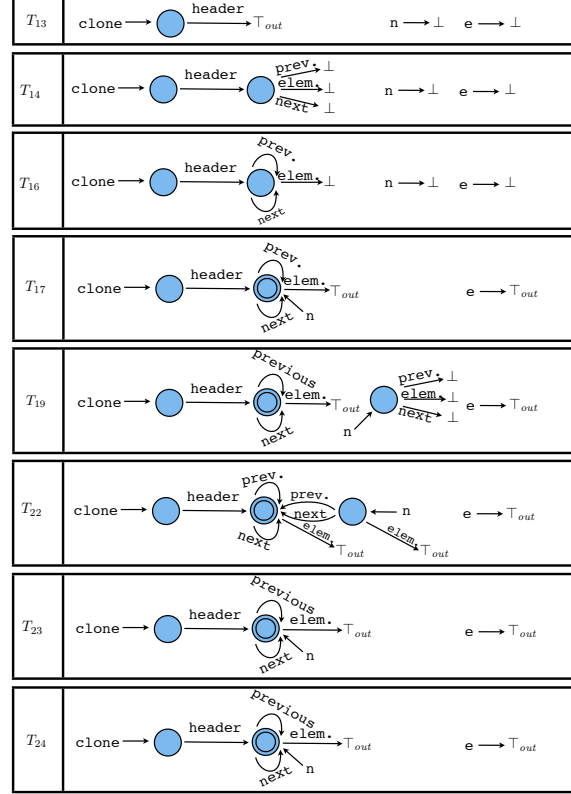 T13 clone header ⊤out n ⊥ e ⊥
T14 clone header prev. ⊥ elem. ⊥ next ⊥ n ⊥ e ⊥
T16 clone header prev. elem. ⊥ next n ⊥ e ⊥
T17 clone header prev. elem. ⊤out next n e ⊤out
T19 clone header previous elem. ⊤out next n prev. ⊥ elem. ⊥ next ⊥ e ⊤out
T22 clone header prev. next elem. ⊤out prev. next n elem. ⊤out e ⊤out
T23 clone header previous elem. ⊤out next n e ⊤out
T24 clone header previous elem. ⊤out next n e ⊤out